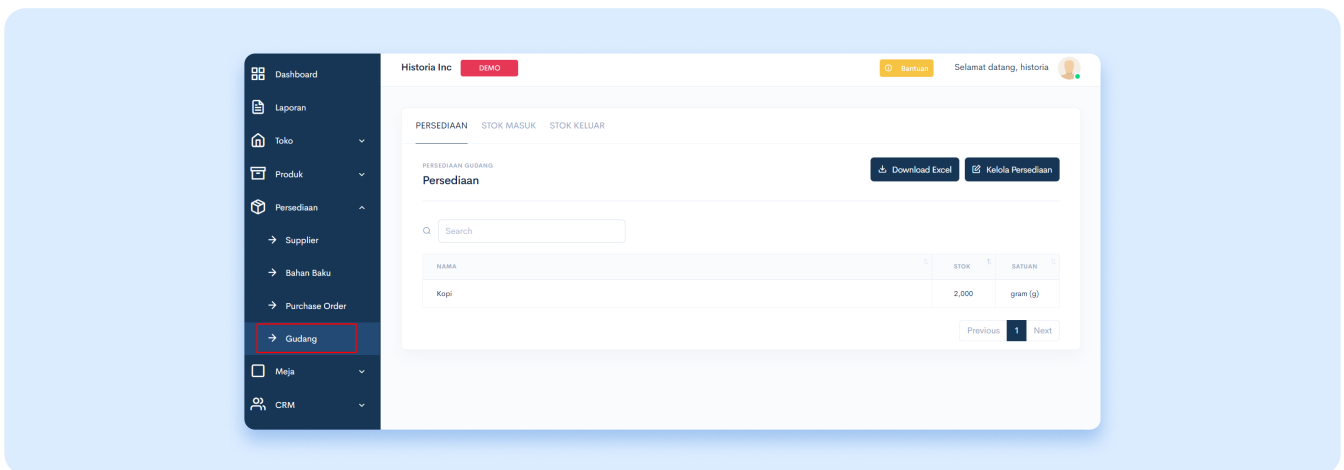 Dashboard
Laporan
Toko
Produk
Persediaan
Supplier
Bahan Baku
Purchase Order
Gudang
Meja
CRM
Historia Inc DEMO Bantuan Selamat datang, historia
PERSEDIAAN STOK MASUK STOK KELUAR
PERSEDIAAN GUDANG
Persediaan
Download Excel Kelola Persediaan
Search
NAMA STOK SATUAN
Kopi 2,000 gram (g)
Previous 1 Next